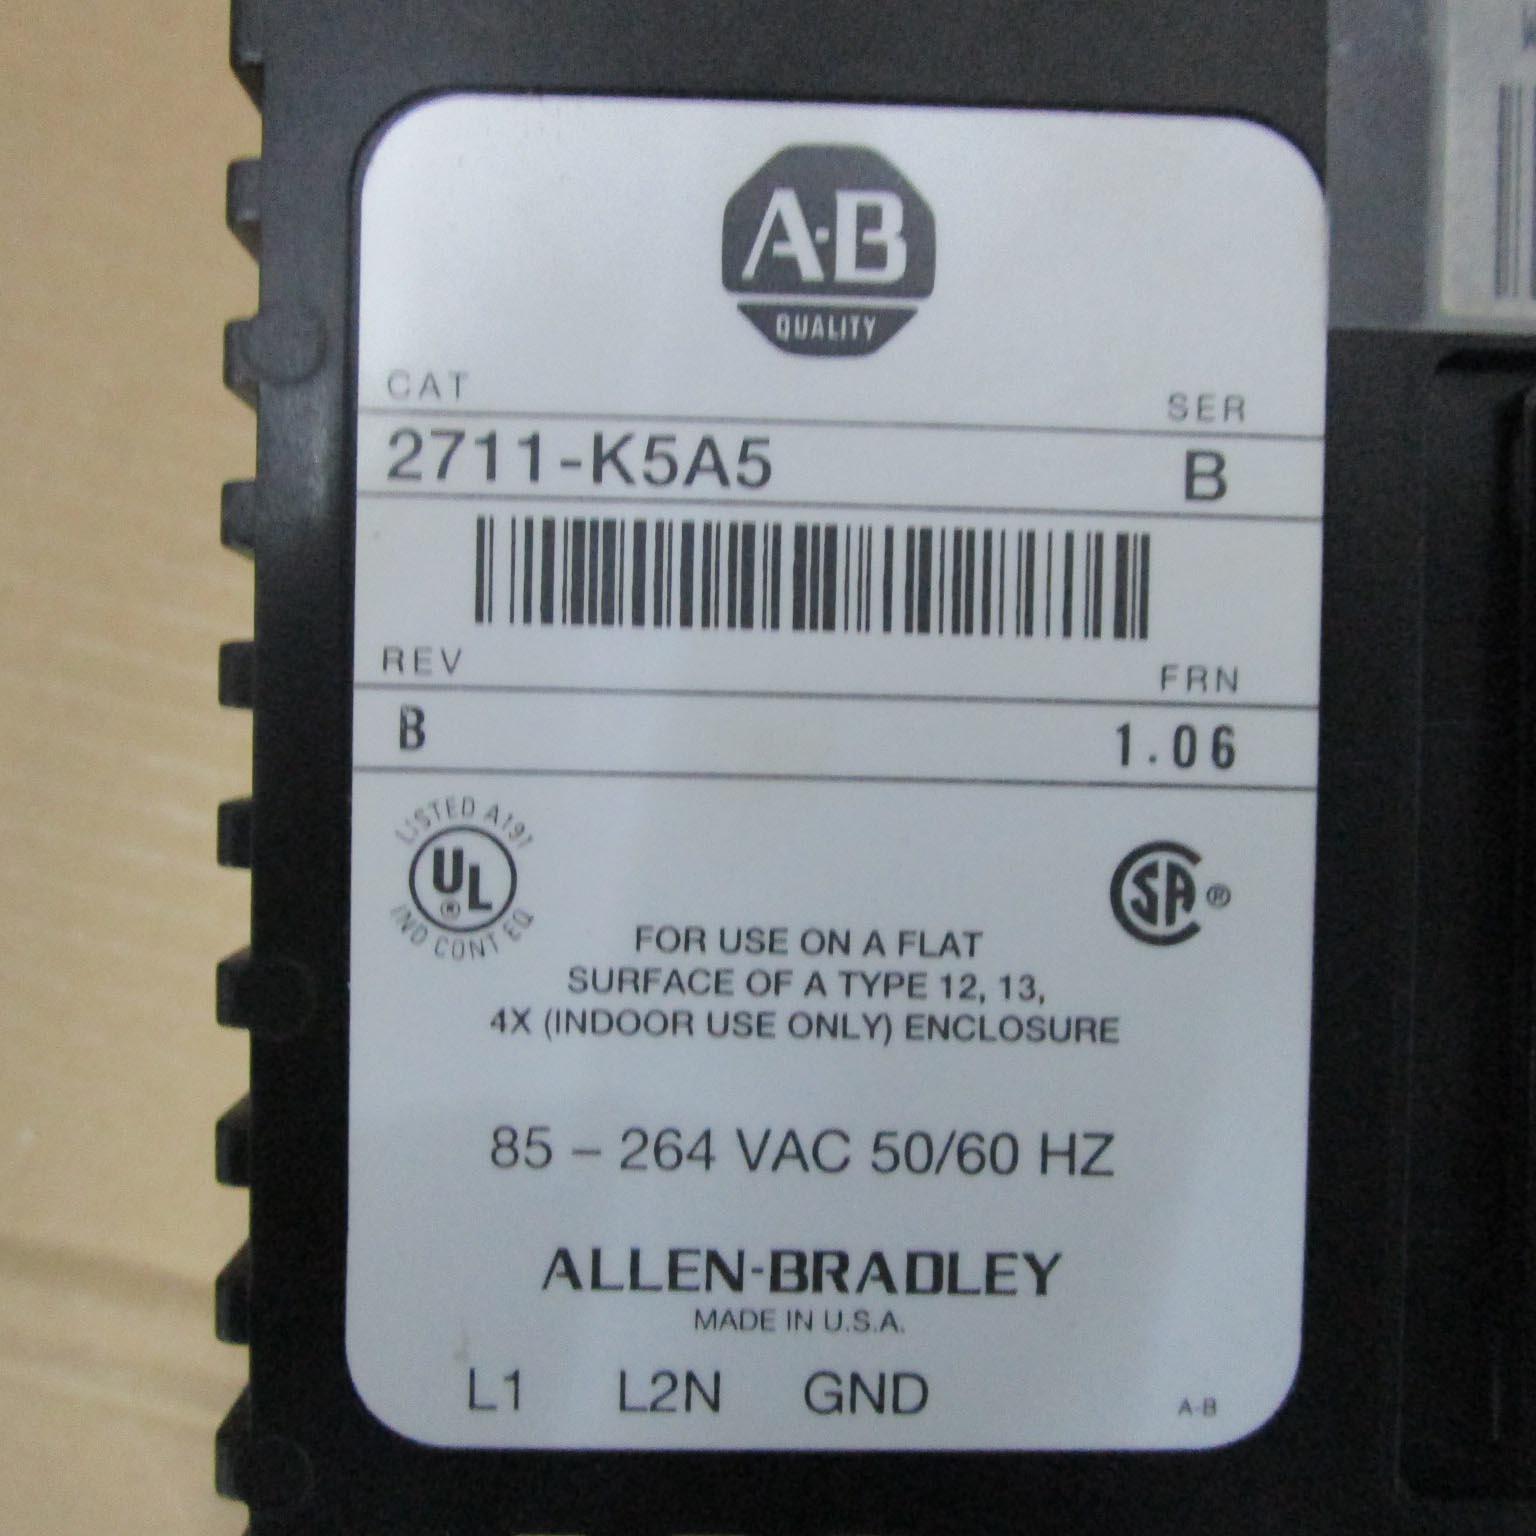 A-B
QUALITY
CAT
SER
2711-K5A5
B
REV
FRN
B
1.06
LISTED A191
UL
®
IND CONT EQ
SA ®
FOR USE ON A FLAT
SURFACE OF A TYPE 12, 13,
4X (INDOOR USE ONLY) ENCLOSURE
85 – 264 VAC 50/60 HZ
ALLEN-BRADLEY
MADE IN U.S.A.
L1 L2N GND
A-B